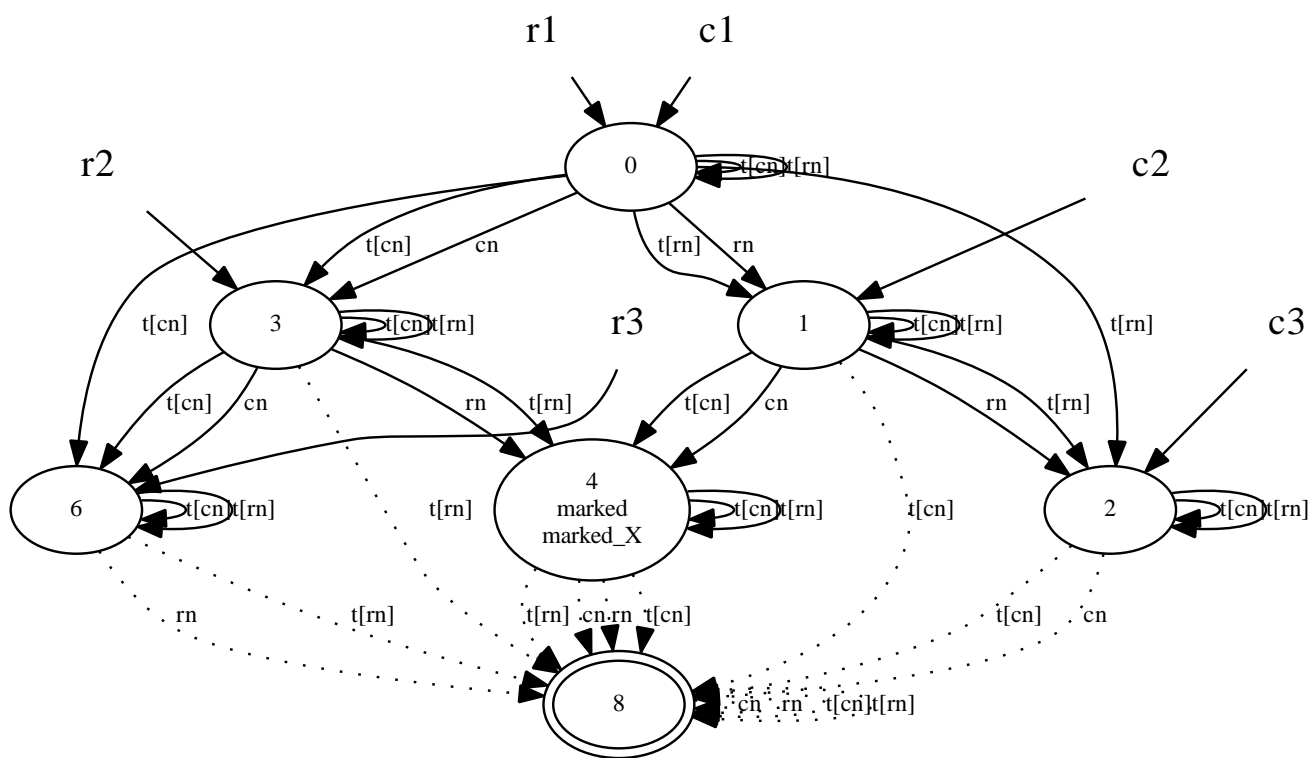 r1
c1
r2
0
t[cn]
t[rn]
c2
t[cn]
cn
t[rn]
rn
t[cn]
3
t[cn]
t[rn]
r3
1
t[cn]
t[rn]
t[rn]
c3
t[cn]
cn
rn
t[rn]
t[cn]
cn
rn
t[rn]
6
t[cn]
t[rn]
t[rn]
4
marked
marked_X
t[cn]
t[rn]
t[cn]
2
t[cn]
t[rn]
rn
t[rn]
t[rn]
cn
rn
t[cn]
t[cn]
cn
8
cn
rn
t[cn]
t[rn]